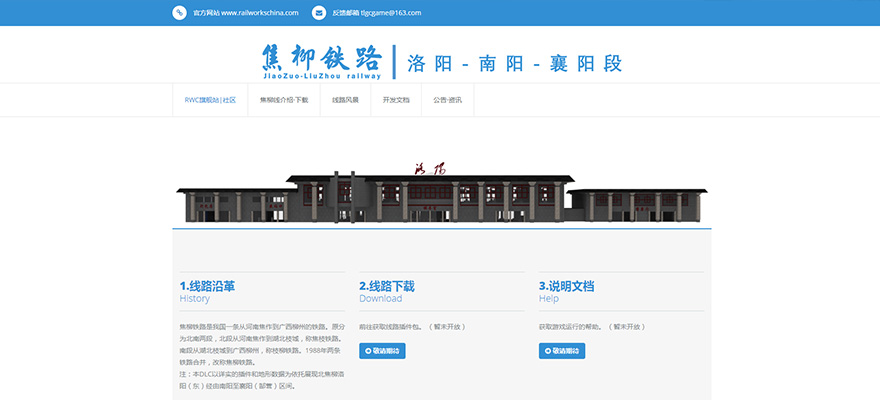 官方网站 www.railworkschina.com
反馈邮箱 tlgcgame@163.com
焦柳铁路
JiaoZuo-LiuZhou railway
洛阳-南阳-襄阳段
RWC旗舰站|社区
焦柳线介绍·下载
线路风景
开发文档
公告·资讯
洛阳
1.线路沿革
History
焦柳铁路是我国一条从河南焦作到广西柳州的铁路。原分
为北南两段，北段从河南焦作到湖北枝城，称焦枝铁路。
南段从湖北枝城到广西柳州，称枝柳铁路。1988年两条
铁路合并，改称焦柳铁路。
注：本DLC以详实的插件和地形数据为依托展现北焦柳洛
阳（东）经由南阳至襄阳（邹营）区间。
2.线路下载
Download
前往获取线路插件包。（暂未开放）
敬请期待
3.说明文档
Help
获取游戏运行的帮助。（暂未开放）
敬请期待